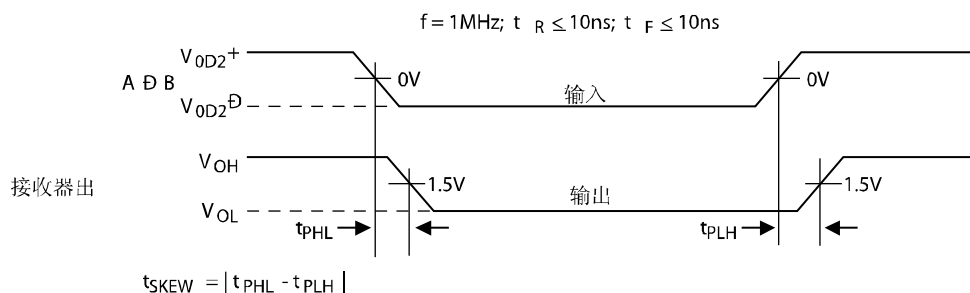 f = 1MHz; t R ≤ 10ns; t F ≤ 10ns
V0D2+
A Ð B
0V
0V
V0D2Ð
输入
VOH
接收器出
1.5V
1.5V
输出
VOL
tPHL
tPLH
tSKEW = | tPHL - tPLH |